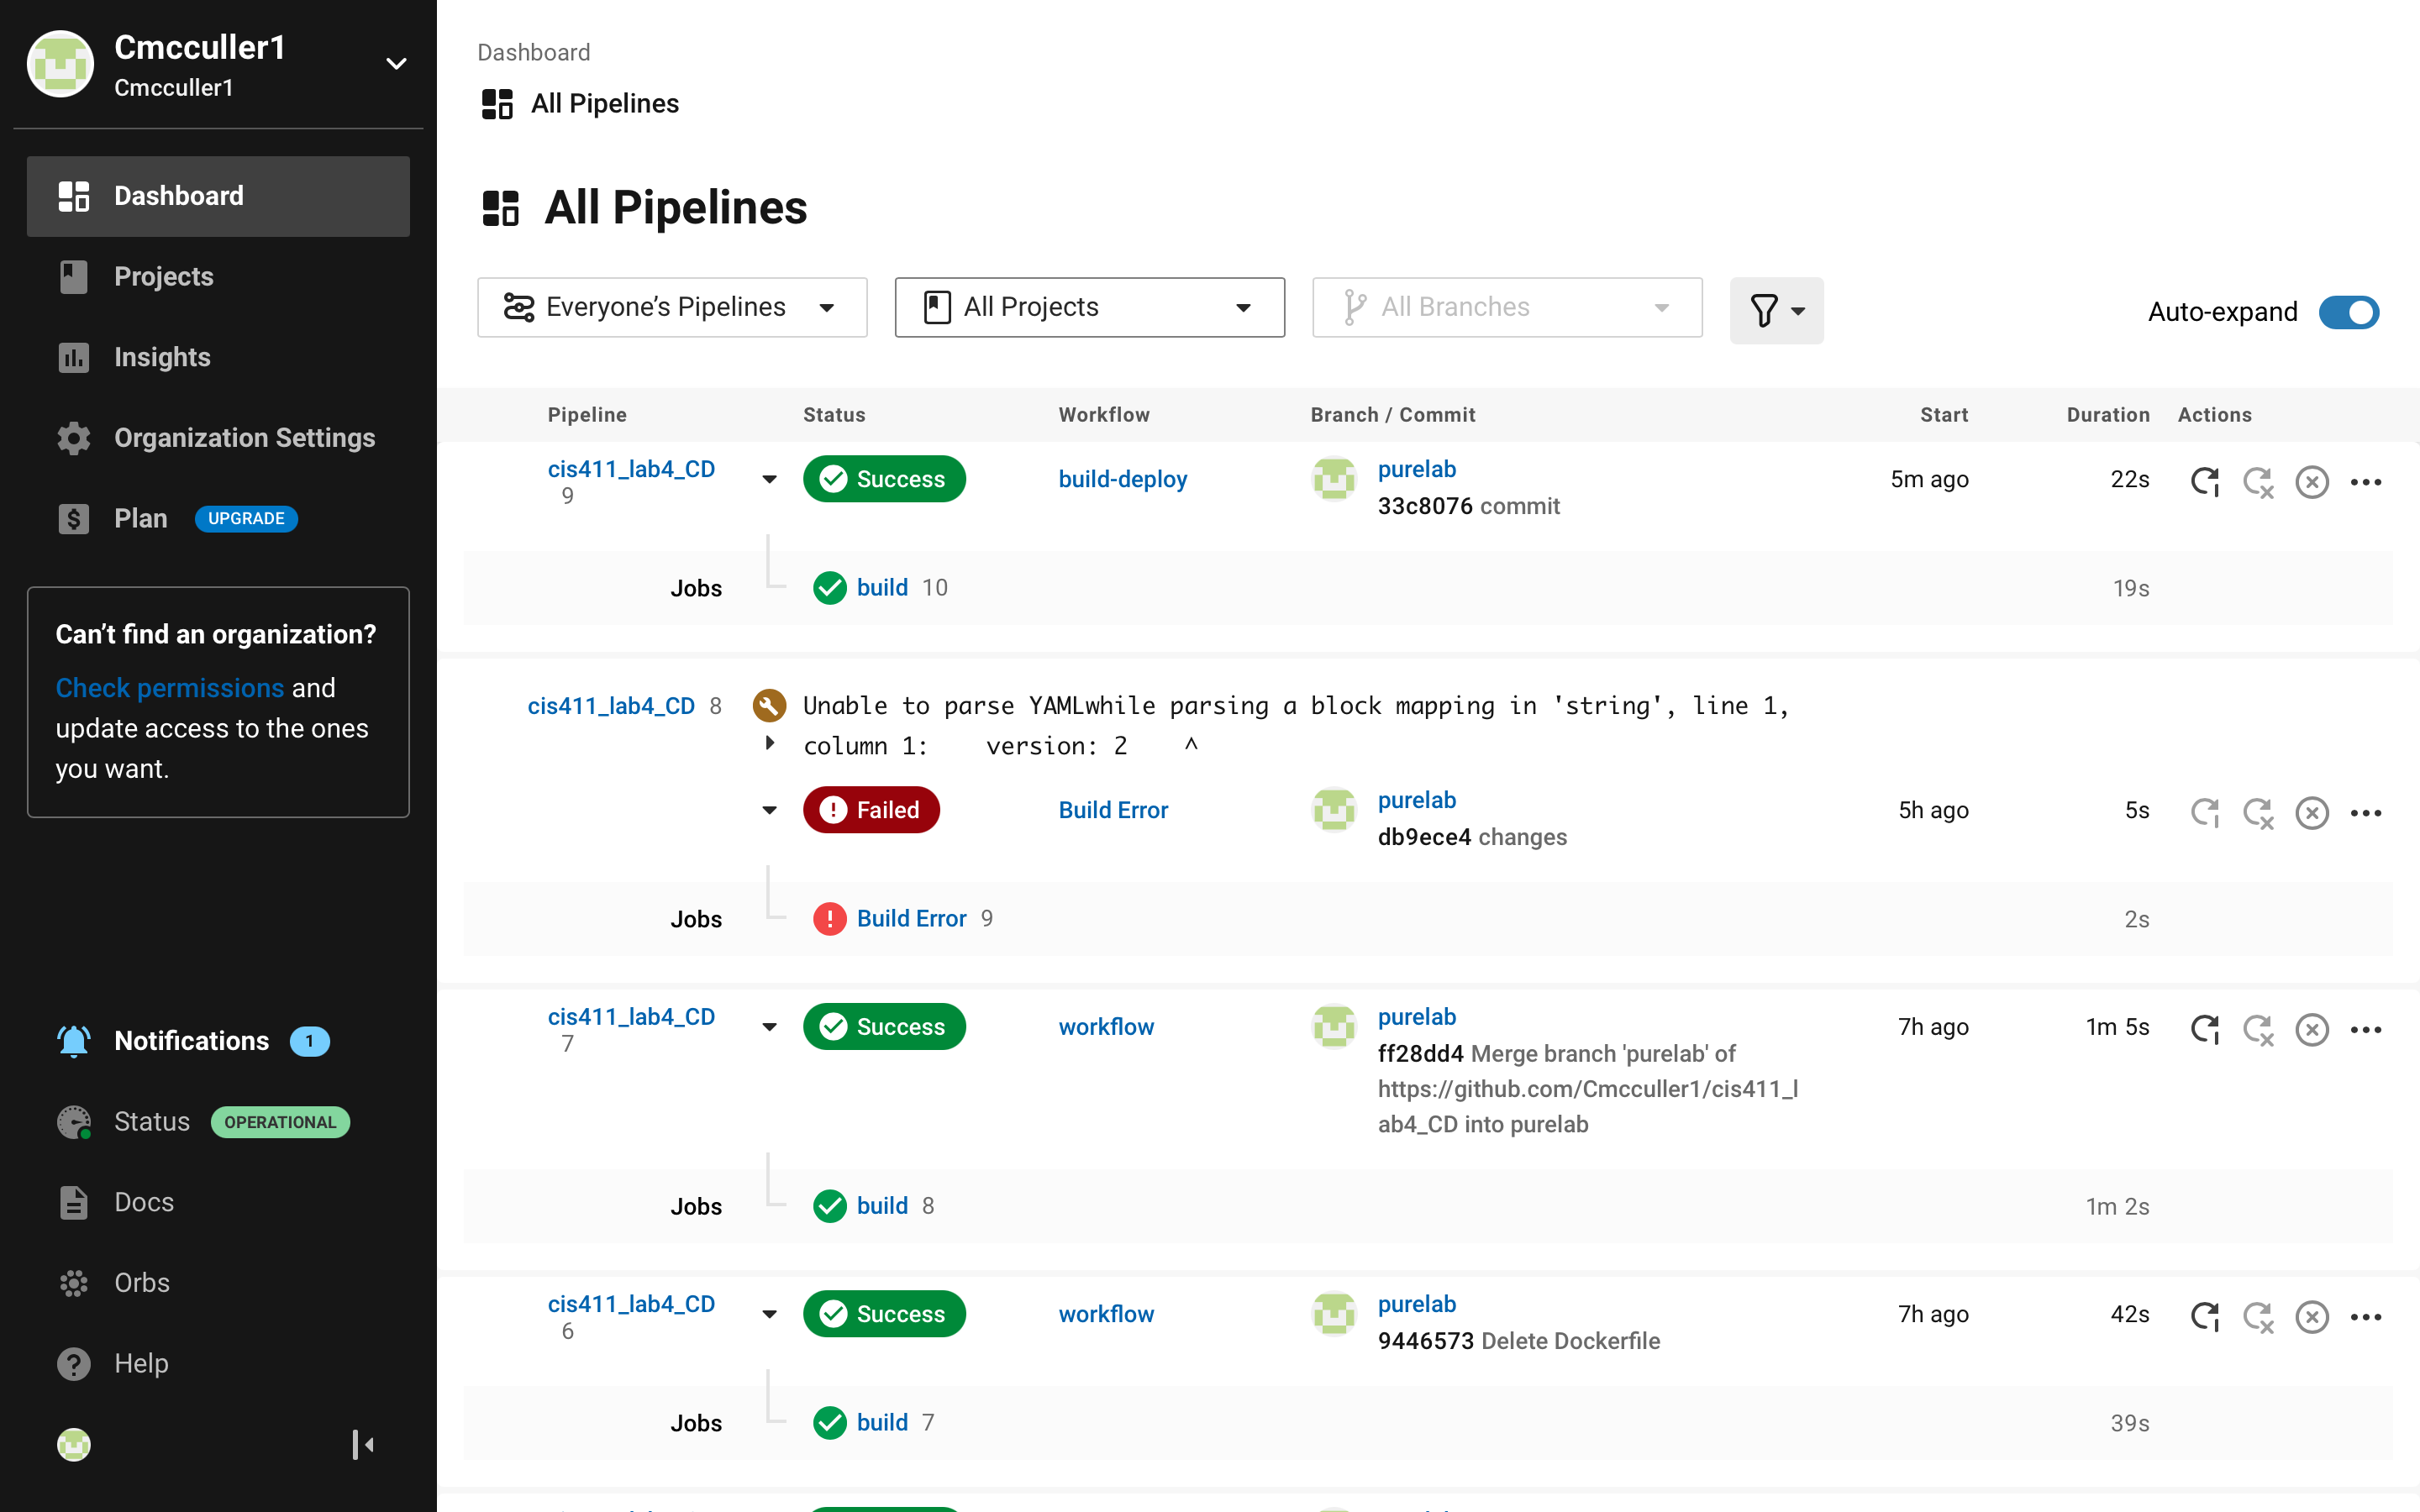 Cmcculler1
Cmcculler1
Dashboard
Projects
Insights
Organization Settings
Plan UPGRADE
Can’t find an organization?
Check permissions and
update access to the ones
you want.
Notifications 1
Status OPERATIONAL
Docs
Orbs
Help
Dashboard
All Pipelines
All Pipelines
Everyone’s Pipelines All Projects All Branches Auto-expand
Pipeline Status Workflow Branch / Commit Start Duration Actions
cis411_lab4_CD Success build-deploy purelab 5m ago 22s
9 33c8076 commit
Jobs build 10 19s
cis411_lab4_CD 8 Unable to parse YAMLwhile parsing a block mapping in 'string', line 1,
column 1: version: 2 ^
Failed Build Error purelab 5h ago 5s
db9ece4 changes
Jobs Build Error 9 2s
cis411_lab4_CD Success workflow purelab 7h ago 1m 5s
7 ff28dd4 Merge branch 'purelab' of
https://github.com/Cmcculler1/cis411_l
ab4_CD into purelab
Jobs build 8 1m 2s
cis411_lab4_CD Success workflow purelab 7h ago 42s
6 9446573 Delete Dockerfile
Jobs build 7 39s